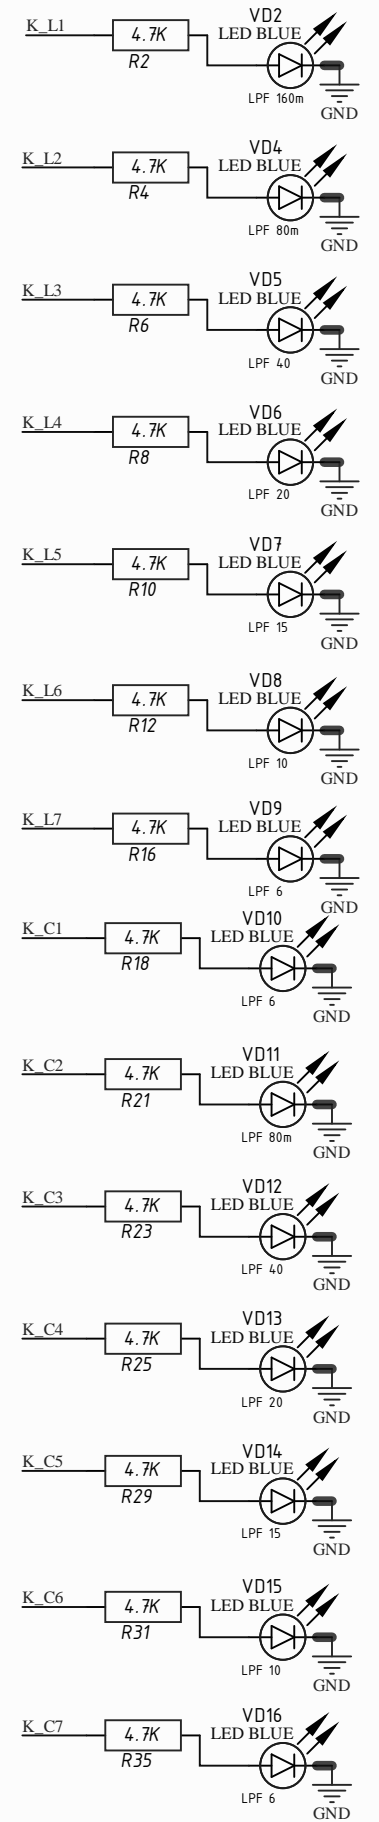 K_L1 4.7K VD2
LED BLUE
R2
LPF 160m
GND
K_L2 4.7K VD4
LED BLUE
R4
LPF 80m
GND
K_L3 4.7K VD5
LED BLUE
R6
LPF 40
GND
K_L4 4.7K VD6
LED BLUE
R8
LPF 20
GND
K_L5 4.7K VD7
LED BLUE
R10
LPF 15
GND
K_L6 4.7K VD8
LED BLUE
R12
LPF 10
GND
K_L7 4.7K VD9
LED BLUE
R16
LPF 6
GND
K_C1 4.7K VD10
LED BLUE
R18
LPF 6
GND
K_C2 4.7K VD11
LED BLUE
R21
LPF 80m
GND
K_C3 4.7K VD12
LED BLUE
R23
LPF 40
GND
K_C4 4.7K VD13
LED BLUE
R25
LPF 20
GND
K_C5 4.7K VD14
LED BLUE
R29
LPF 15
GND
K_C6 4.7K VD15
LED BLUE
R31
LPF 10
GND
K_C7 4.7K VD16
LED BLUE
R35
LPF 6
GND